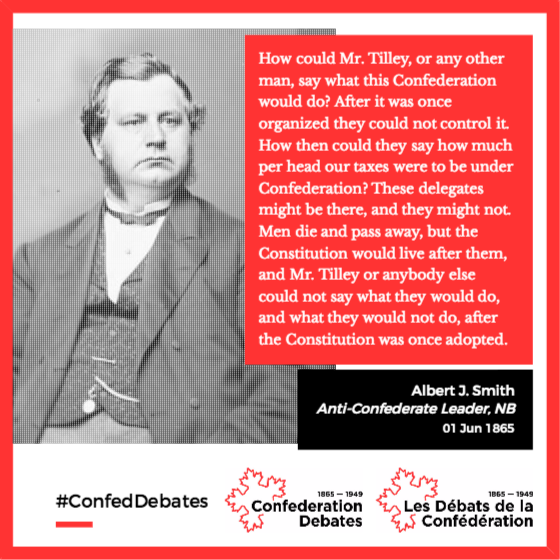 How could Mr. Tilley, or any other
man, say what this Confederation
would do? After it was once
organized they could not control it.
How then could they say how much
per head our taxes were to be under
Confederation? These delegates
might be there, and they might not.
Men die and pass away, but the
Constitution would live after them,
and Mr. Tilley or anybody else
could not say what they would do,
and what they would not do, after
the Constitution was once adopted.
Albert J. Smith
Anti-Confederate Leader, NB
01 Jun 1865
#ConfedDebates
1865 — 1949
Confederation
Debates
1865 — 1949
Les Débats de la
Confédération